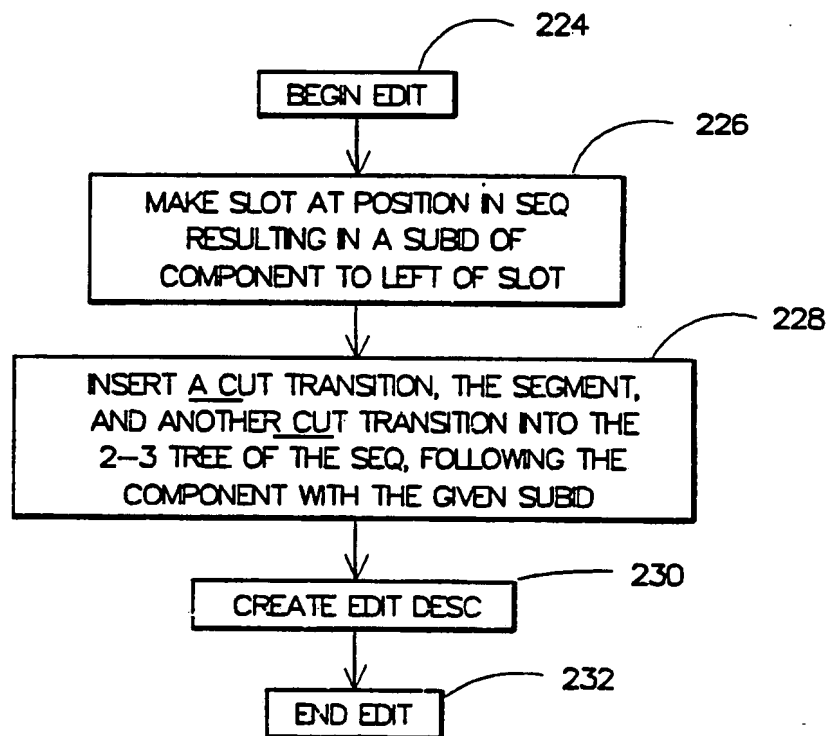 224
BEGIN EDIT
226
MAKE SLOT AT POSITION IN SEQ
RESULTING IN A SUBID OF
COMPONENT TO LEFT OF SLOT
228
INSERT A CUT TRANSITION, THE SEGMENT,
AND ANOTHER CUT TRANSITION INTO THE
2-3 TREE OF THE SEQ, FOLLOWING THE
COMPONENT WITH THE GIVEN SUBID
230
CREATE EDIT DESC
232
END EDIT